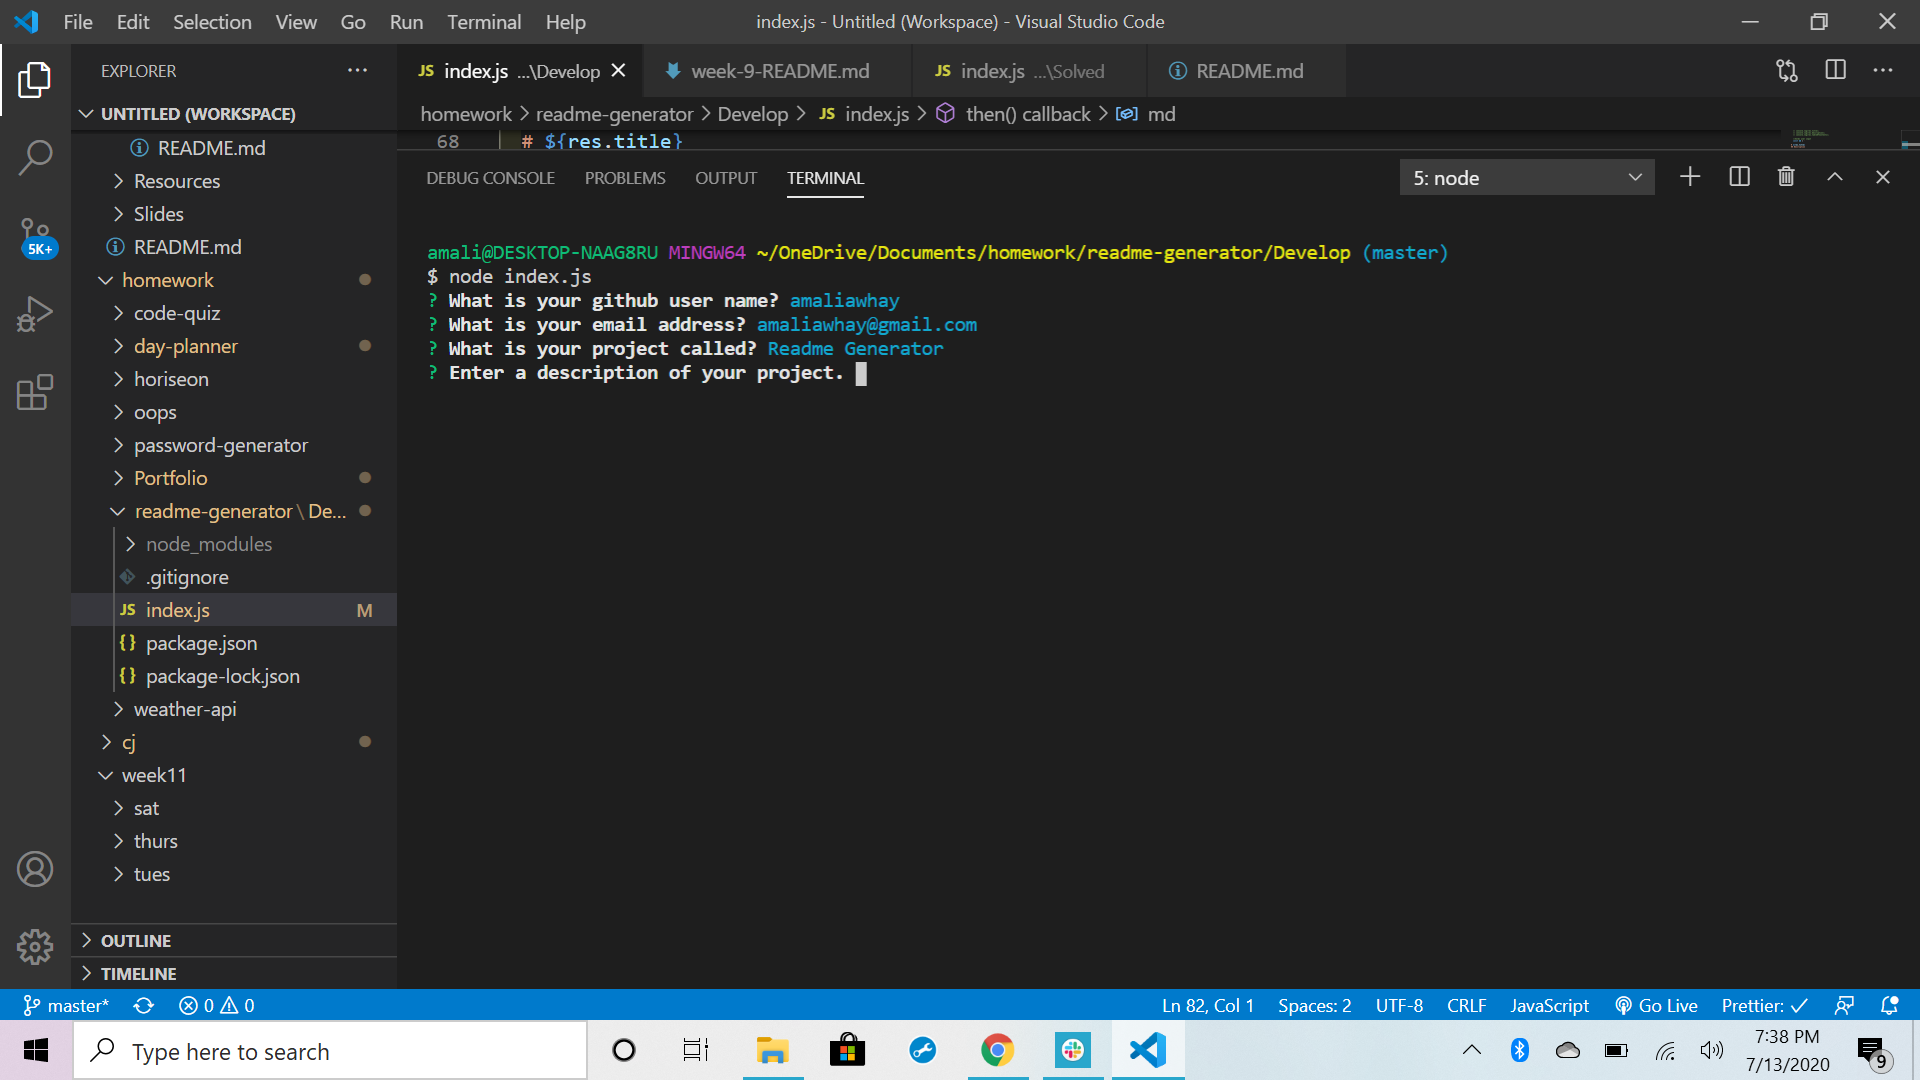 File Edit Selection View Go Run Terminal Help
index.js - Untitled (Workspace) - Visual Studio Code
EXPLORER
UNTITLED (WORKSPACE)
README.md
Resources
Slides
README.md
homework
code-quiz
day-planner
horiseon
oops
password-generator
Portfolio
readme-generator \ De...
node_modules
.gitignore
JS index.js M
{} package.json
{} package-lock.json
weather-api
cj
week11
sat
thurs
tues
OUTLINE
TIMELINE
5K+
JS index.js ...\Develop
week-9-README.md
JS index.js ...\Solved
README.md
homework > readme-generator > Develop > JS index.js > then() callback > md
68 # ${res.title}
DEBUG CONSOLE PROBLEMS OUTPUT TERMINAL
5: node
amali@DESKTOP-NAAG8RU MINGW64 ~/OneDrive/Documents/homework/readme-generator/Develop (master)
$ node index.js
? What is your github user name? amaliawhay
? What is your email address? amaliawhay@gmail.com
? What is your project called? Readme Generator
? Enter a description of your project.
master* 0 0
Ln 82, Col 1 Spaces: 2 UTF-8 CRLF JavaScript Go Live Prettier: ✓
Type here to search
7:38 PM
7/13/2020
9